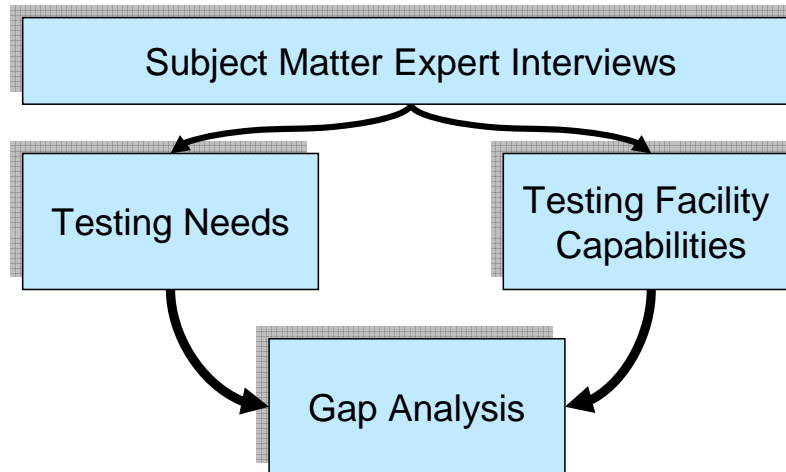 Subject Matter Expert Interviews
Testing Needs
Testing Facility
Capabilities
Gap Analysis